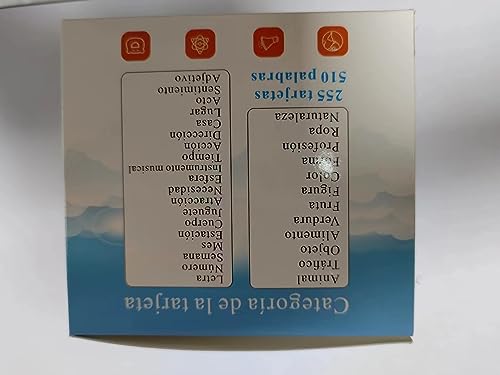 Categoría de la tarjeta
Animal
Tráfico
Objeto
Alimento
Verdura
Fruta
Figura
Color
Forma
Profesión
Ropa
Naturaleza
255 tarjetas
510 palabras
Letra
Número
Semana
Mes
Estación
Cuerpo
Juguete
Atracción
Necesidad
Esfera
Instrumento musical
Tiempo
Acción
Dirección
Casa
Lugar
Acto
Sentimiento
Adjetivo